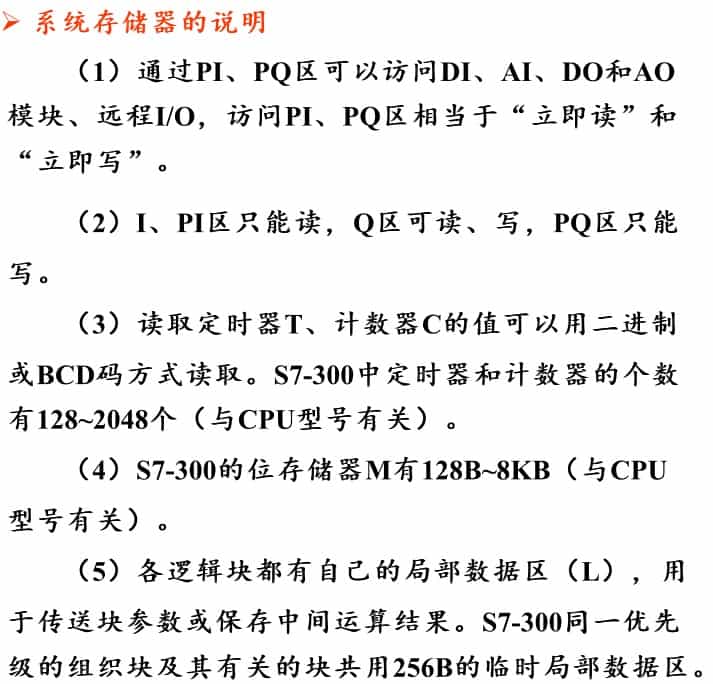 ➢ 系统存储器的说明
（1）通过PI、PQ区可以访问DI、AI、DO和AO
模块、远程I/O，访问PI、PQ区相当于“立即读”和
“立即写”。
（2）I、PI区只能读，Q区可读、写，PQ区只能
写。
（3）读取定时器T、计数器C的值可以用二进制
或BCD码方式读取。S7-300中定时器和计数器的个数
有128~2048个（与CPU型号有关）。
（4）S7-300的位存储器M有128B~8KB（与CPU
型号有关）。
（5）各逻辑块都有自己的局部数据区（L），用
于传送块参数或保存中间运算结果。S7-300同一优先
级的组织块及其有关的块共用256B的临时局部数据区。